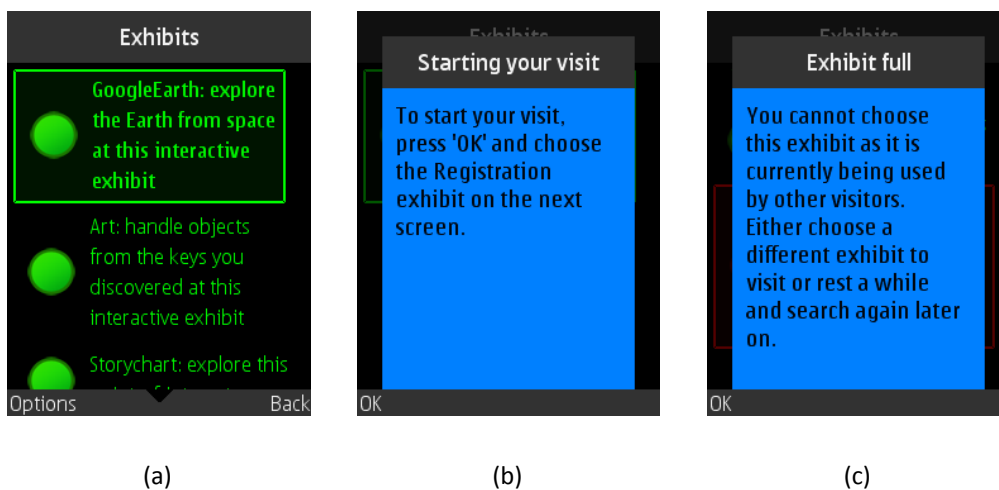 Exhibits
GoogleEarth: explore
the Earth from space
at this interactive
exhibit
Art: handle objects
from the keys you
discovered at this
interactive exhibit
Storychart: explore this
Options Back
(a)
Exhibits
Starting your visit
To start your visit,
press 'OK' and choose
the Registration
exhibit on the next
screen.
OK
(b)
Exhibits
Exhibit full
You cannot choose
this exhibit as it is
currently being used
by other visitors.
Either choose a
different exhibit to
visit or rest a while
and search again later
on.
OK
(c)